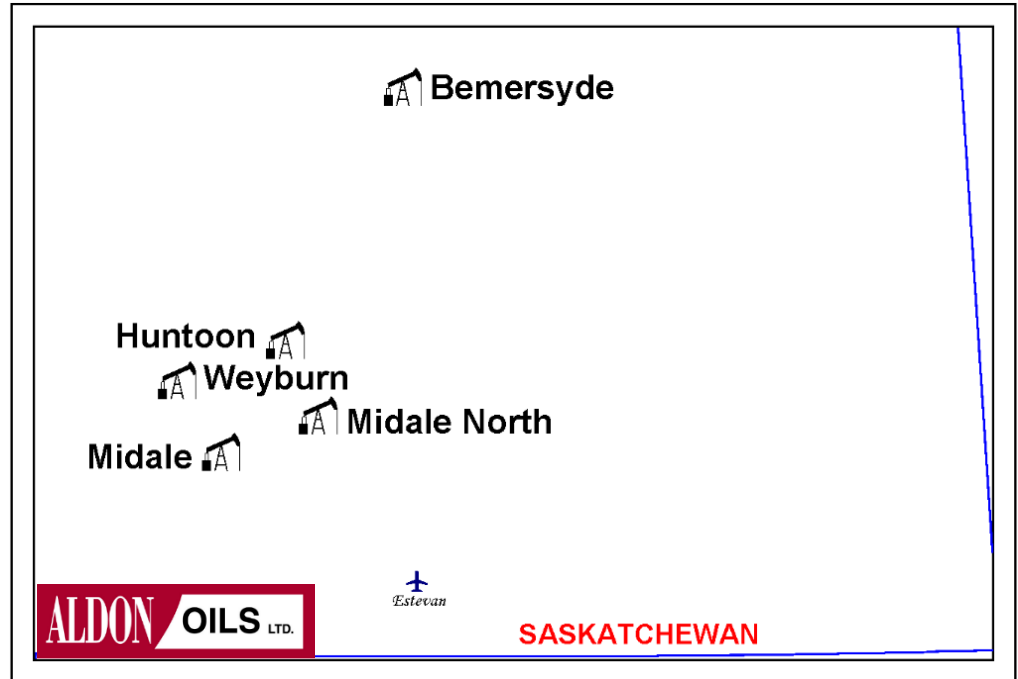 Bemersyde
Huntoon
Weyburn
Midale North
Midale
Estevan
ALDON OILS LTD.
SASKATCHEWAN